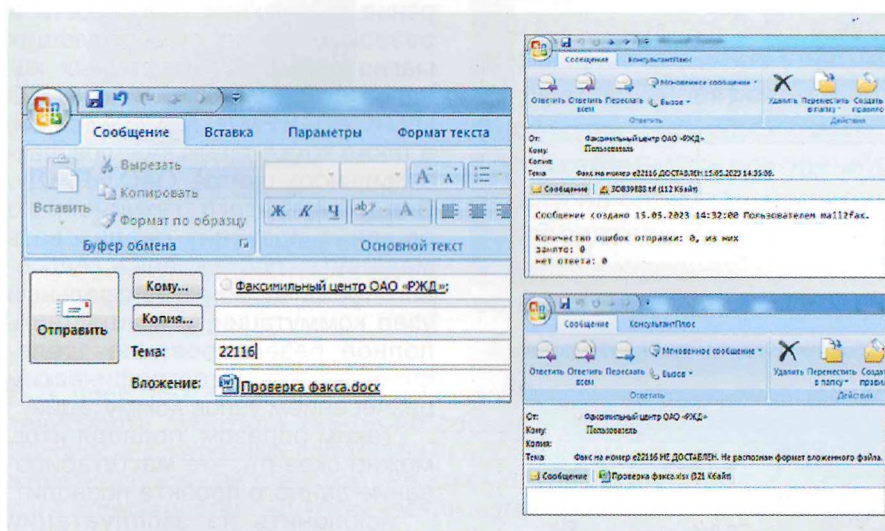 Сообщение Вставка Параметры Формат текста
Вырезать
Копировать
Вставить
Формат по образцу
Ж К Ч
Буфер обмена
Основной текст
Отправить
Кому...
Факсимильный центр ОАО «РЖД»;
Копия...
Тема: 22116
Вложение: Проверка факса.docx
Сообщение КонсультантПлюс
Ответить Ответить всем Переслать
Мгновенное сообщение
Вызов
Удалить Переместить в папку Создать правило
Ответить
Действия
От: Факсимильный центр ОАО «РЖД»
Кому: Пользователь
Копия:
Тема: Факс на номер е22116 ДОСТАВЛЕН 15.05.2023 14:35:00.
Сообщение
Сообщение создано 15.05.2023 14:32:00 Пользователем mail2fax.
Количество ошибок отправки: 0, из них
занято: 0
нет ответа: 0
Сообщение КонсультантПлюс
Ответить Ответить всем Переслать
Мгновенное сообщение
Вызов
Удалить Переместить в папку
Ответить
Действия
От: Факсимильный центр ОАО «РЖД»
Кому: Пользователь
Копия:
Тема: Факс на номер е22116 НЕ ДОСТАВЛЕН. Не распознан формат вложенного файла.
Сообщение Проверка факса.xlsx (321 Кбайт)